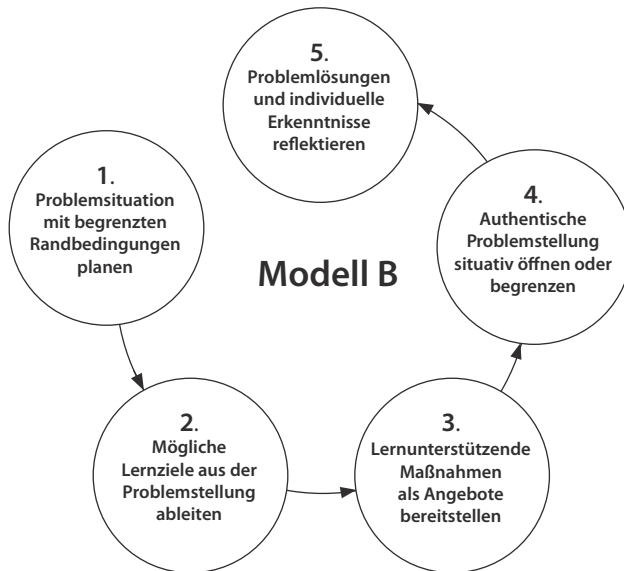 5.
Problemlösungen
und individuelle
Erkenntnisse
reflektieren
1.
Problemsituation
mit begrenzten
Randbedingungen
planen
4.
Authentische
Problemstellung
situativ öffnen oder
begrenzen
Modell B
2.
Mögliche
Lernziele aus der
Problemstellung
ableiten
3.
Lernunterstützende
Maßnahmen
als Angebote
bereitstellen